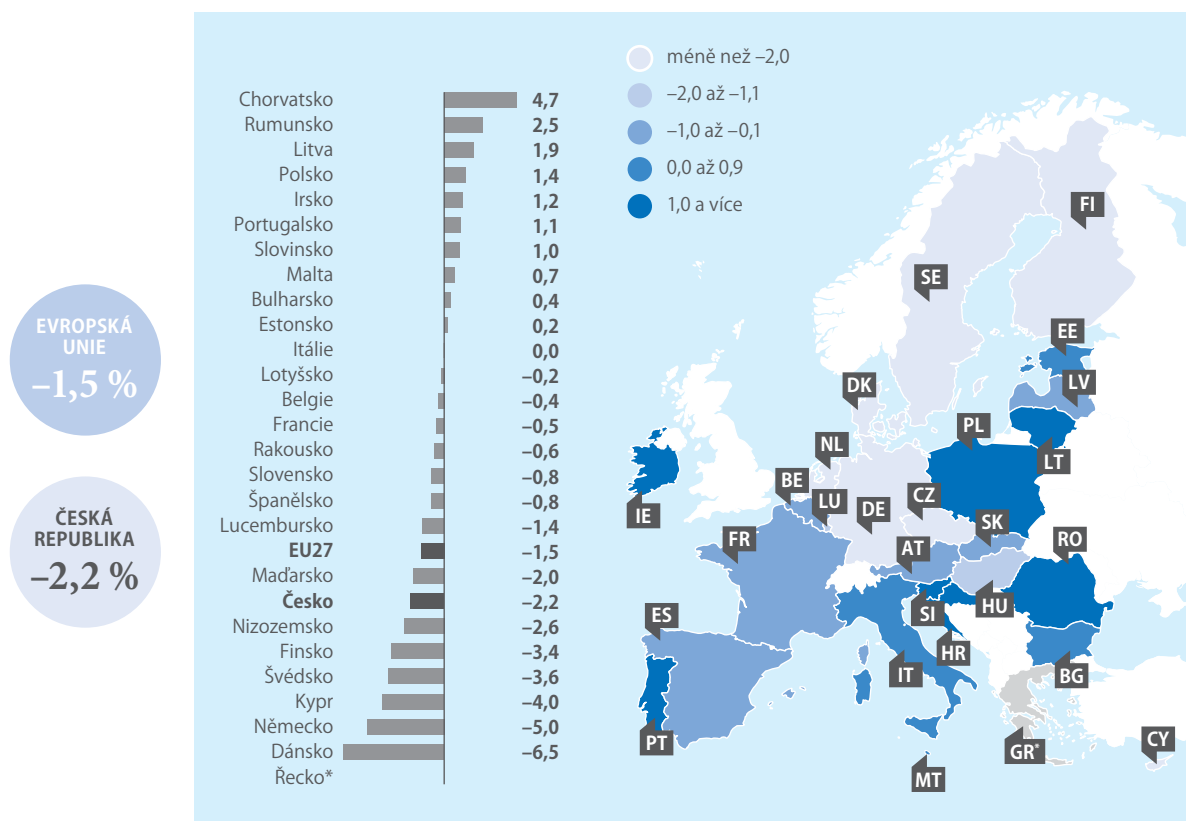 EVROPSKÁ
UNIE
–1,5 %
ČESKÁ
REPUBLIKA
–2,2 %
Chorvatsko 4,7
Rumunsko 2,5
Litva 1,9
Polsko 1,4
Irsko 1,2
Portugalsko 1,1
Slovinsko 1,0
Malta 0,7
Bulharsko 0,4
Estonsko 0,2
Itálie 0,0
Lotyšsko –0,2
Belgie –0,4
Francie –0,5
Rakousko –0,6
Slovensko –0,8
Španělsko –0,8
Lucembursko –1,4
EU27 –1,5
Maďarsko –2,0
Česko –2,2
Nizozemsko –2,6
Finsko –3,4
Švédsko –3,6
Kypr –4,0
Německo –5,0
Dánsko –6,5
Řecko*
méně než –2,0
–2,0 až –1,1
–1,0 až –0,1
0,0 až 0,9
1,0 a více
FI
SE
EE
LV
DK
PL
LT
NL
BE
LU
CZ
IE
DE
SK
FR
AT
RO
ES
SI
HU
HR
IT
BG
PT
GR*
CY
MT